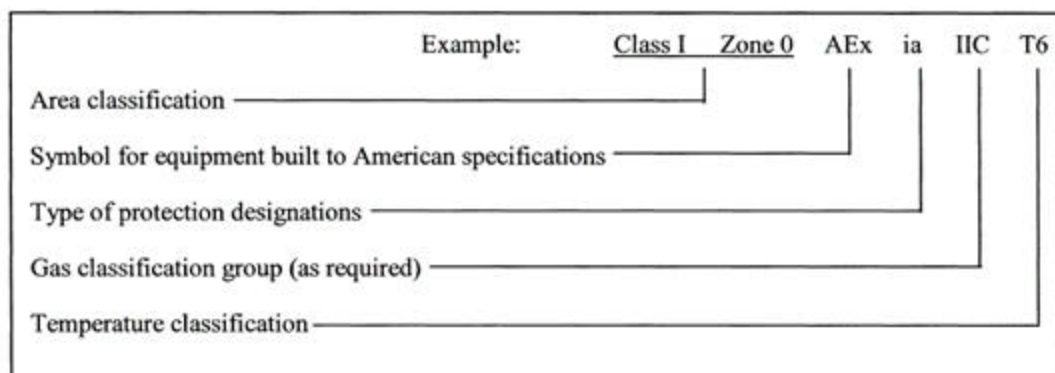 Example: Class I Zone 0 AEx ia IIC T6
Area classification
Symbol for equipment built to American specifications
Type of protection designations
Gas classification group (as required)
Temperature classification